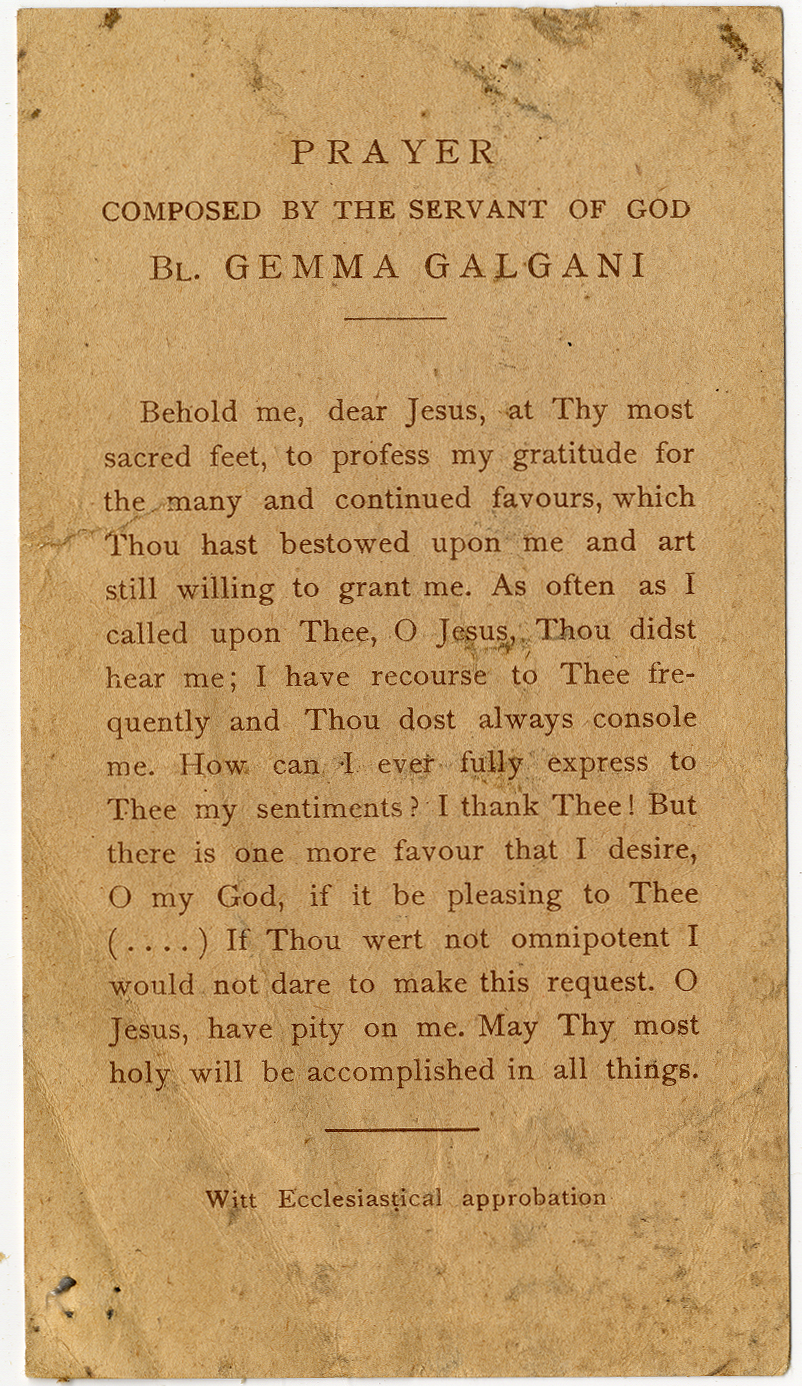 PRAYER
COMPOSED BY THE SERVANT OF GOD
BL. GEMMA GALGANI
Behold me, dear Jesus, at Thy most
sacred feet, to profess my gratitude for
the many and continued favours, which
Thou hast bestowed upon me and art
still willing to grant me. As often as I
called upon Thee, O Jesus, Thou didst
hear me; I have recourse to Thee fre-
quently and Thou dost always console
me. How can I ever fully express to
Thee my sentiments? I thank Thee! But
there is one more favour that I desire,
O my God, if it be pleasing to Thee
(....) If Thou wert not omnipotent I
would not dare to make this request. O
Jesus, have pity on me. May Thy most
holy will be accomplished in all things.
Witt Ecclesiastical approbation